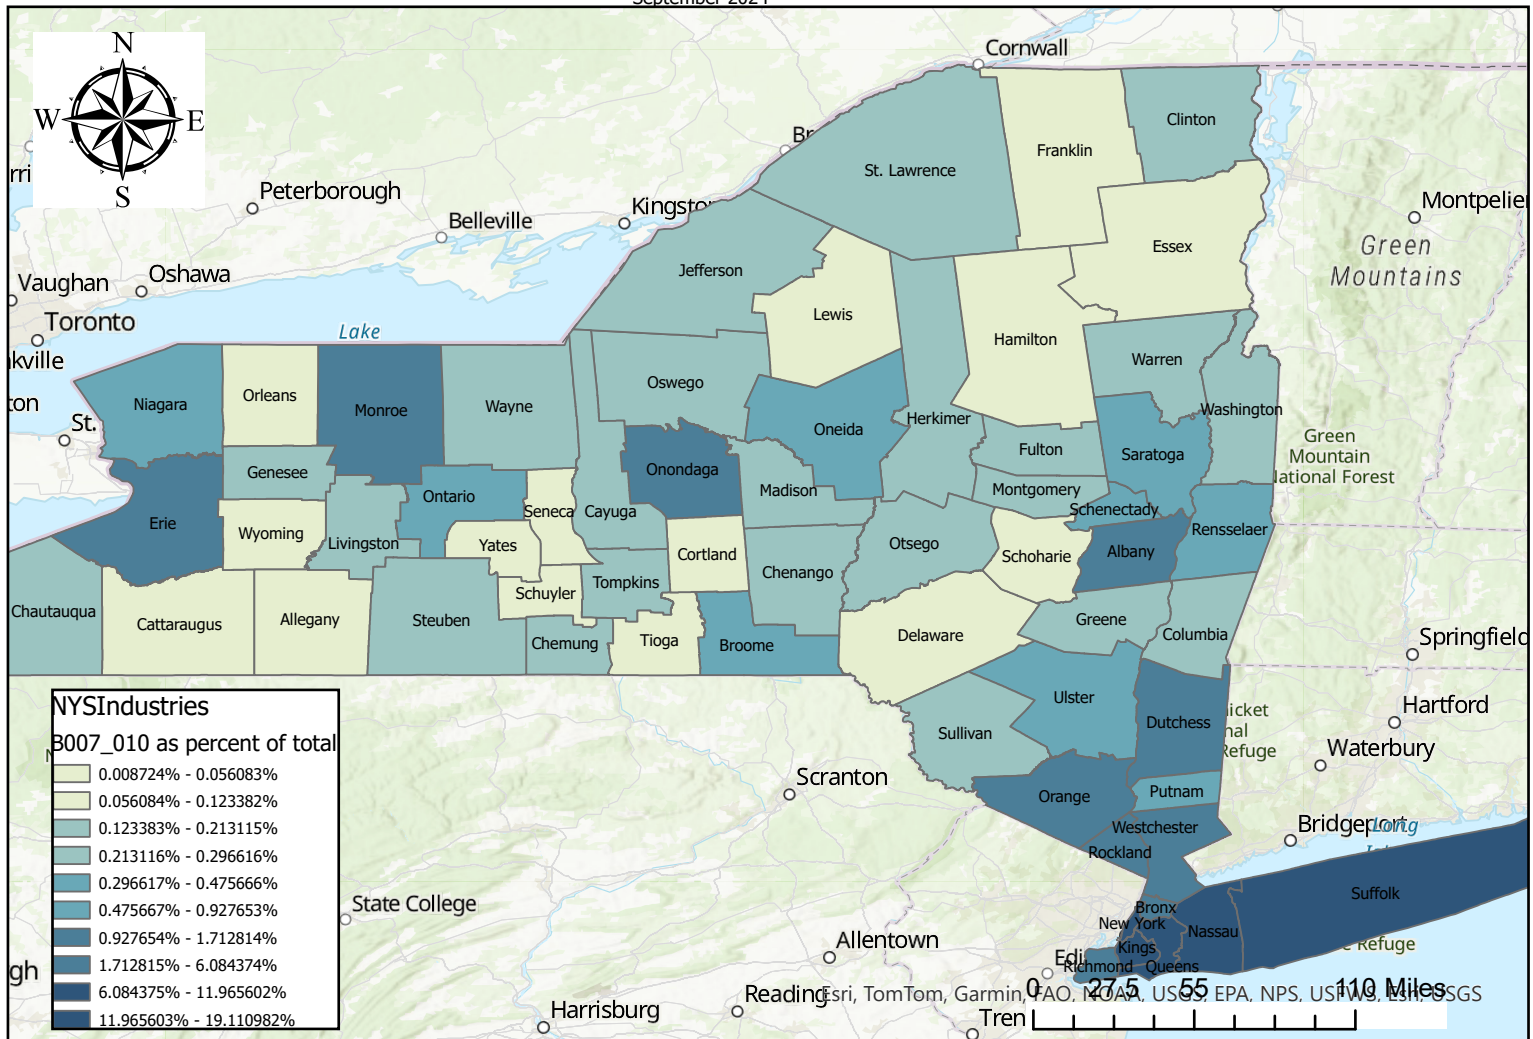 N
W
E
S
Cornwall
Clinton
Franklin
St. Lawrence
Peterborough
Belleville
Montpelier
Green
Mountains
Essex
Jefferson
Vaughan
Oshawa
Lewis
Toronto
Lake
Hamilton
Warren
Oswego
Niagara
Orleans
Monroe
Wayne
Herkimer
Washington
Oneida
St.
Green
Mountain
Fulton
Saratoga
Genesee
Onondaga
Ontario
Madison
Montgomery
Schenectady
Seneca
Cayuga
Erie
Wyoming
Livingston
Yates
Cortland
Otsego
Schoharie
Albany
Rensselaer
Chenango
Tompkins
Schuyler
Chautauqua
Cattaraugus
Allegany
Steuben
Chemung
Tioga
Broome
Delaware
Greene
Columbia
Springfield
Ulster
Hartford
Dutchess
Sullivan
Refuge
Waterbury
NYSIndustries
B007_010 as percent of total
0.008724% - 0.056083%
0.056084% - 0.123382%
0.123383% - 0.213115%
0.213116% - 0.296616%
0.296617% - 0.475666%
0.475667% - 0.927653%
0.927654% - 1.712814%
1.712815% - 6.084374%
6.084375% - 11.965602%
11.965603% - 19.110982%
Scranton
Orange
Putnam
Westchester
Bridgeport
Long
Rockland
Suffolk
State College
Bronx
New York
Nassau
Kings
Refuge
Allentown
Richmond
Queens
Reading
Esri, TomTom, Garmin, FAO, NOAA, USGS, EPA, NPS, USFWS, Esri, USGS
0 27.5 55 110 Miles
Harrisburg